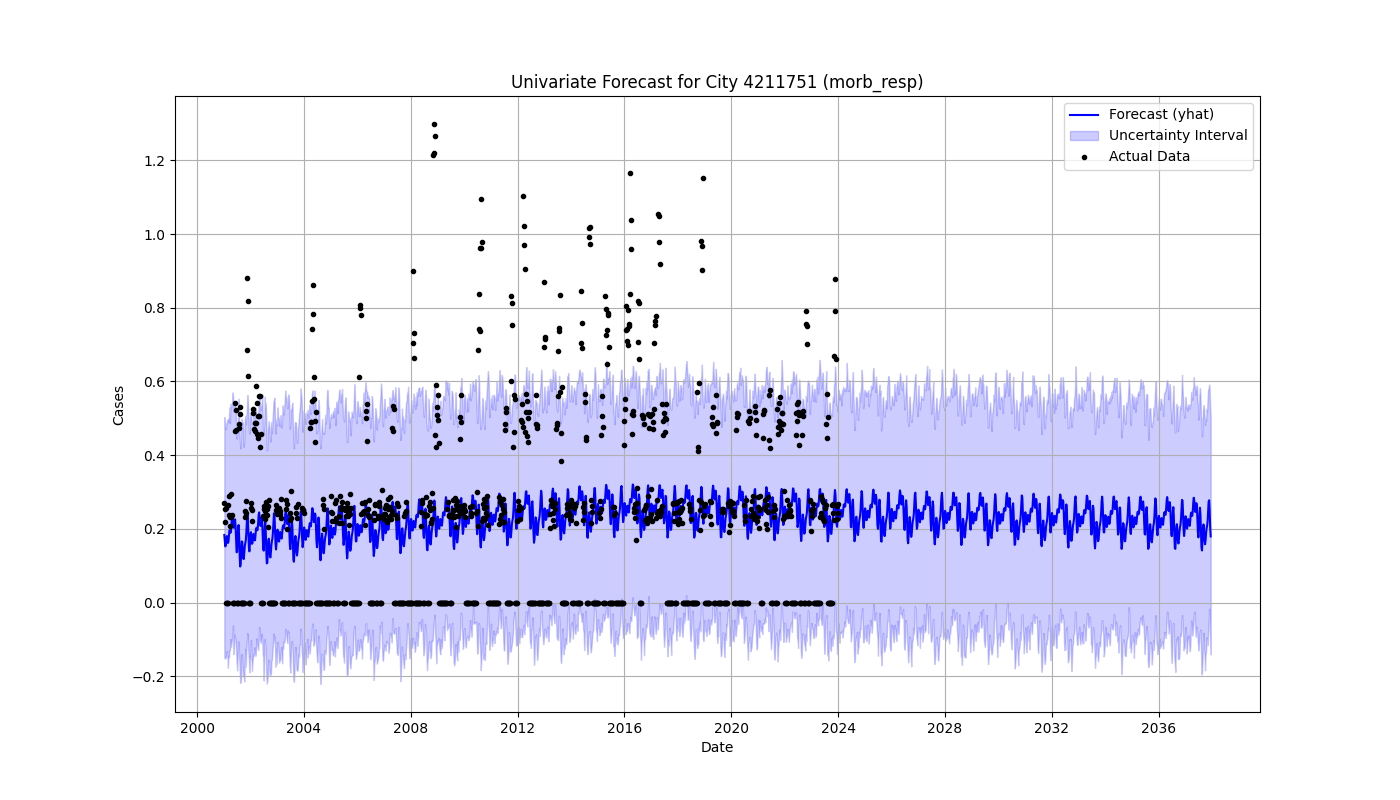 Univariate Forecast for City 4211751 (morb_resp)
Forecast (yhat)
Uncertainty Interval
Actual Data
Cases
1.2
1.0
0.8
0.6
0.4
0.2
0.0
−0.2
2000 2004 2008 2012 2016 2020 2024 2028 2032 2036
Date